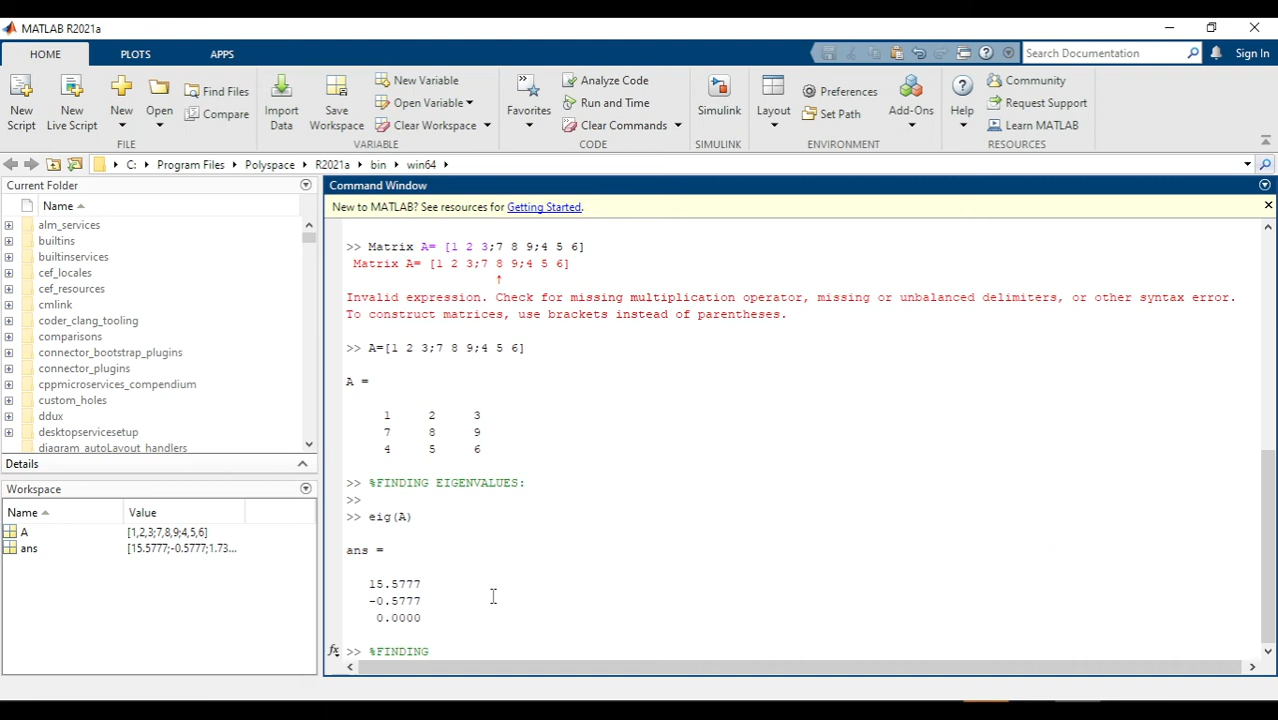 MATLAB R2021a
HOME PLOTS APPS
Search Documentation Sign In
New Script
New Live Script
New
Open
Find Files
Compare
FILE
Import Data
Save Workspace
New Variable
Open Variable
Clear Workspace
VARIABLE
Favorites
Analyze Code
Run and Time
Clear Commands
CODE
Simulink
SIMULINK
Layout
Preferences
Set Path
Add-Ons
ENVIRONMENT
Help
Community
Request Support
Learn MATLAB
RESOURCES
C: Program Files Polyspace R2021a bin win64
Current Folder
Name
alm_services
builtins
builtinservices
cef_locales
cef_resources
cmlink
coder_clang_tooling
comparisons
connector_bootstrap_plugins
connector_plugins
cppmicroservices_compendium
custom_holes
ddux
desktopservicesetup
diagram_autoLayout_handlers
Details
Workspace
Name Value
A [1,2,3;7,8,9;4,5,6]
ans [15.5777;-0.5777;1.73...
Command Window
New to MATLAB? See resources for Getting Started.
>> Matrix A= [1 2 3;7 8 9;4 5 6]
Matrix A= [1 2 3;7 8 9;4 5 6]
↑
Invalid expression. Check for missing multiplication operator, missing or unbalanced delimiters, or other syntax error.
To construct matrices, use brackets instead of parentheses.
>> A=[1 2 3;7 8 9;4 5 6]
A =
1 2 3
7 8 9
4 5 6
>> %FINDING EIGENVALUES:
>>
>> eig(A)
ans =
15.5777
-0.5777
0.0000
fx >> %FINDING